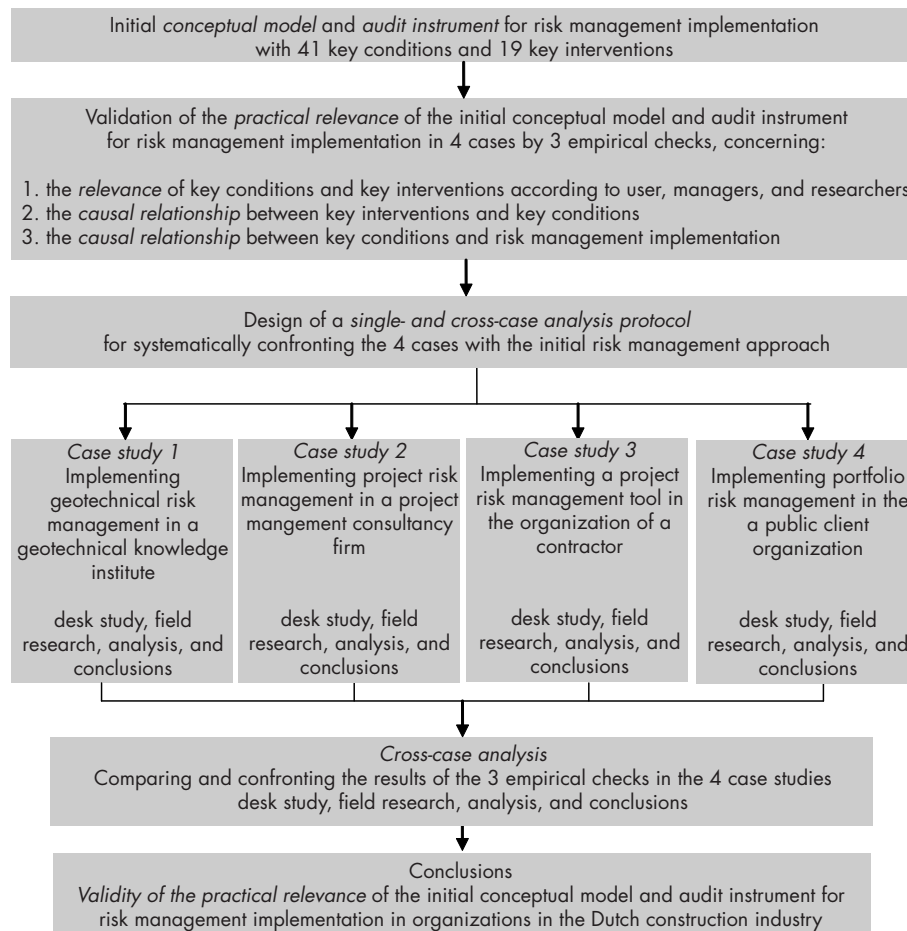 Initial conceptual model and audit instrument for risk management implementation
with 41 key conditions and 19 key interventions
Validation of the practical relevance of the initial conceptual model and audit instrument
for risk management implementation in 4 cases by 3 empirical checks, concerning:
1. the relevance of key conditions and key interventions according to user, managers, and researchers
2. the causal relationship between key interventions and key conditions
3. the causal relationship between key conditions and risk management implementation
Design of a single- and cross-case analysis protocol
for systematically confronting the 4 cases with the initial risk management approach
Case study 1
Implementing
geotechnical risk
management in a
geotechnical knowledge
institute
desk study, field
research, analysis, and
conclusions
Case study 2
Implementing project risk
management in a project
mangement consultancy
firm
desk study, field
research, analysis, and
conclusions
Case study 3
Implementing a project
risk management tool in
the organization of a
contractor
desk study, field
research, analysis, and
conclusions
Case study 4
Implementing portfolio
risk management in the
a public client
organization
desk study, field
research, analysis, and
conclusions
Cross-case analysis
Comparing and confronting the results of the 3 empirical checks in the 4 case studies
desk study, field research, analysis, and conclusions
Conclusions
Validity of the practical relevance of the initial conceptual model and audit instrument for
risk management implementation in organizations in the Dutch construction industry